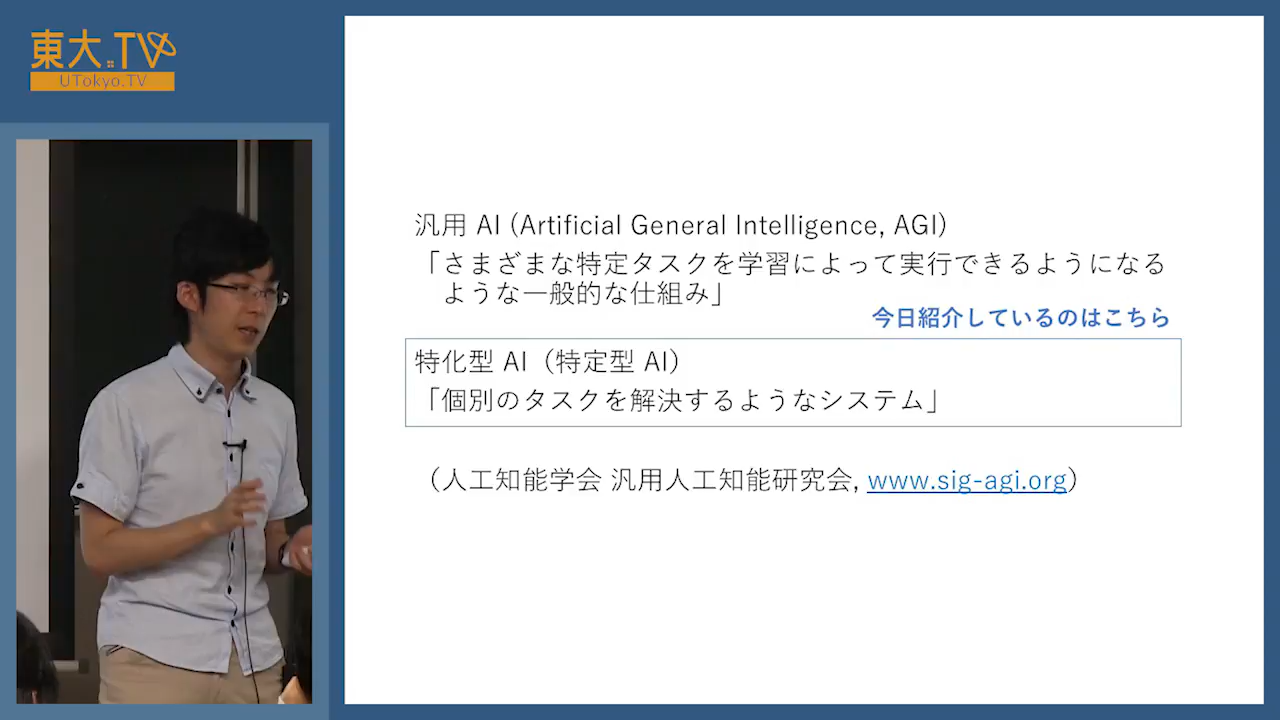 東大.TV
UTokyo.TV
汎用 AI (Artificial General Intelligence, AGI)
「さまざまな特定タスクを学習によって実行できるようになる
ような一般的な仕組み」
今日紹介しているのはこちら
特化型 AI（特定型 AI）
「個別のタスクを解決するようなシステム」
（人工知能学会 汎用人工知能研究会, www.sig-agi.org）